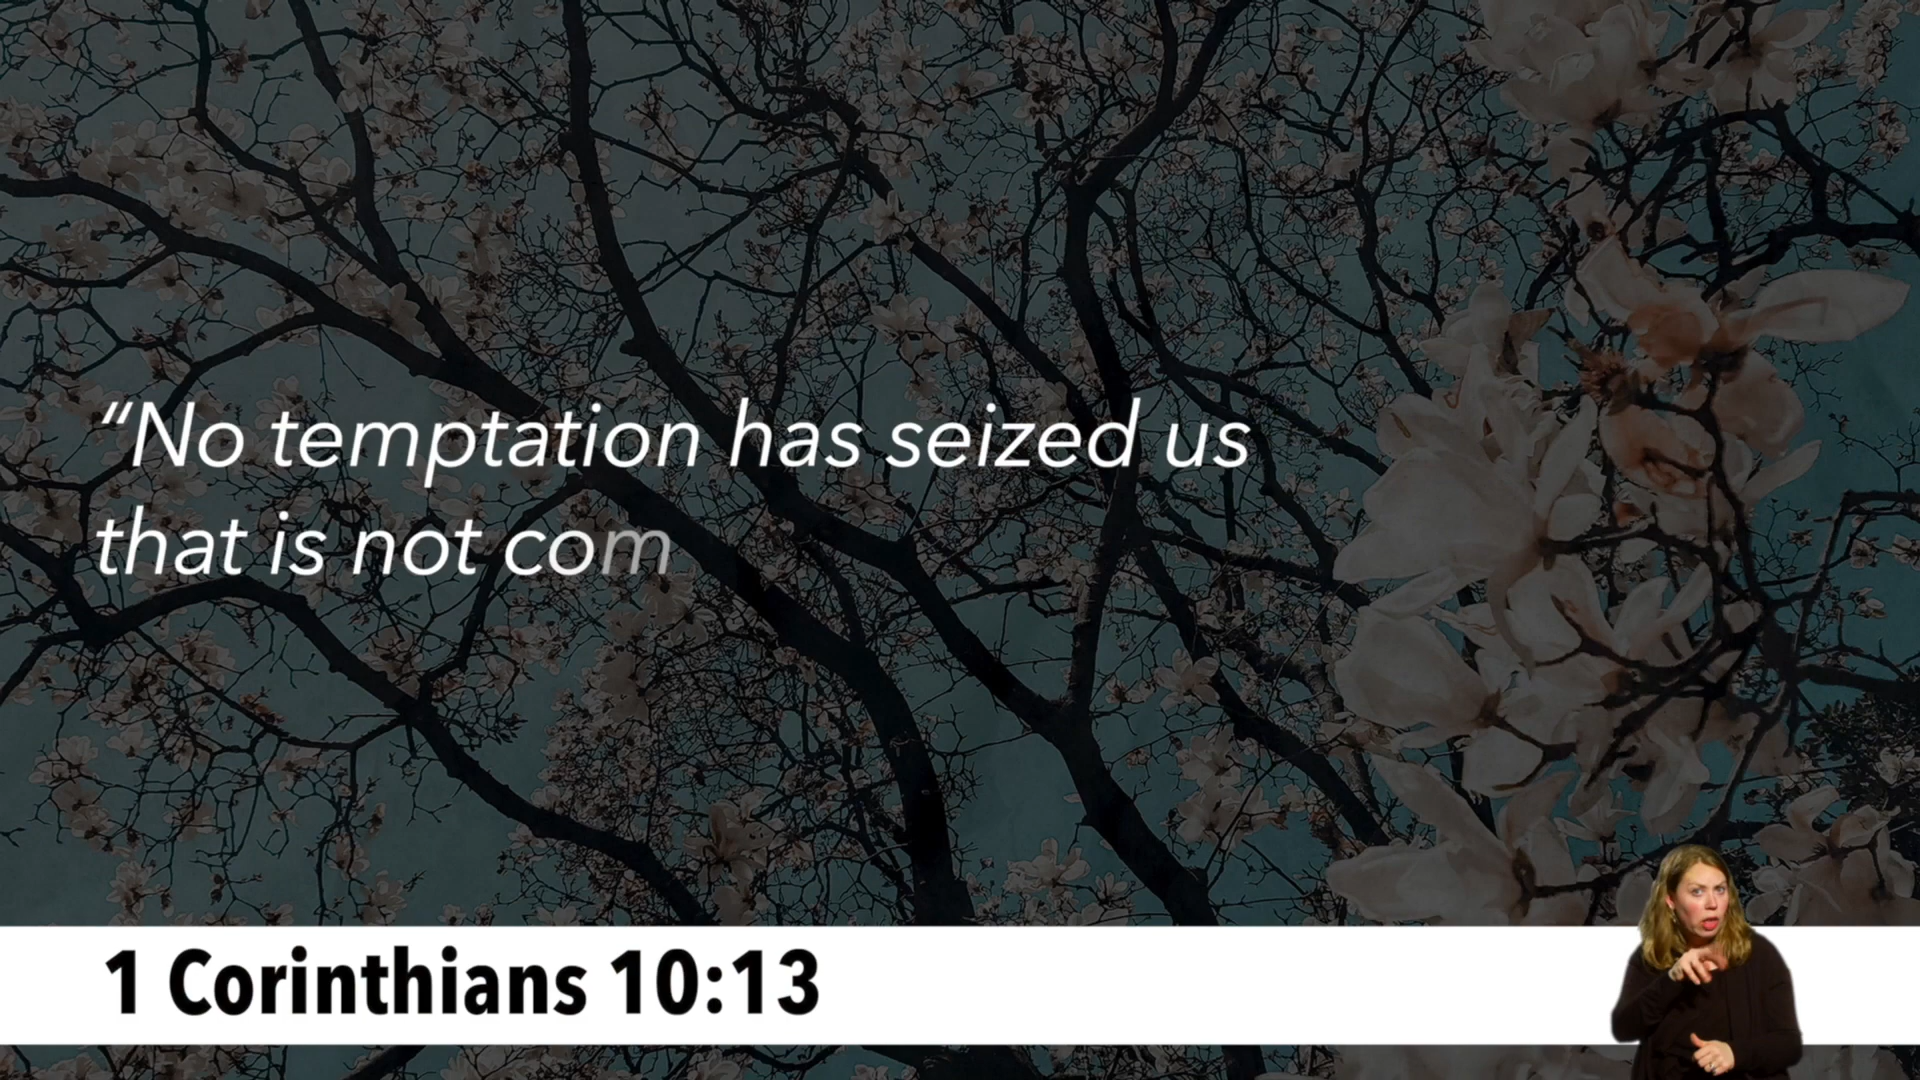 “No temptation has seized us
that is not com
1 Corinthians 10:13